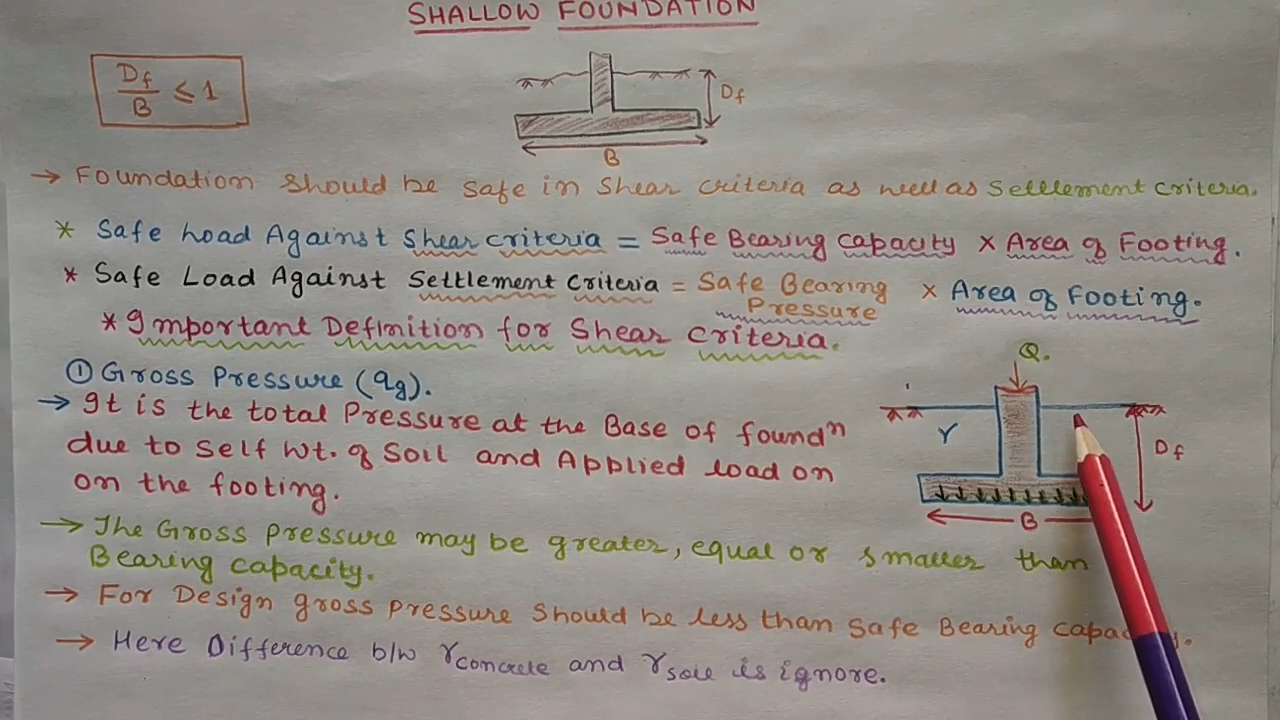 SHALLOW FOUNDATION
Df/B ≤ 1
Df
B
→ Foundation Should be safe in Shear criteria as well as Settlement criteria.
* Safe Load Against Shear criteria = Safe Bearing capacity × Area of Footing.
* Safe Load Against Settlement criteria = Safe Bearing Pressure × Area of Footing.
* Important Definition for Shear Criteria.
① Gross Pressure (qg).
→ It is the total Pressure at the Base of foundⁿ
due to Self Wt. of Soil and Applied load on
on the footing.
Q.
γ
Df
B
→ The Gross pressure may be greater, equal or smaller than
Bearing capacity.
→ For Design gross pressure Should be less than Safe Bearing
→ Here Difference b/w γconcrete and γsoil is ignore.